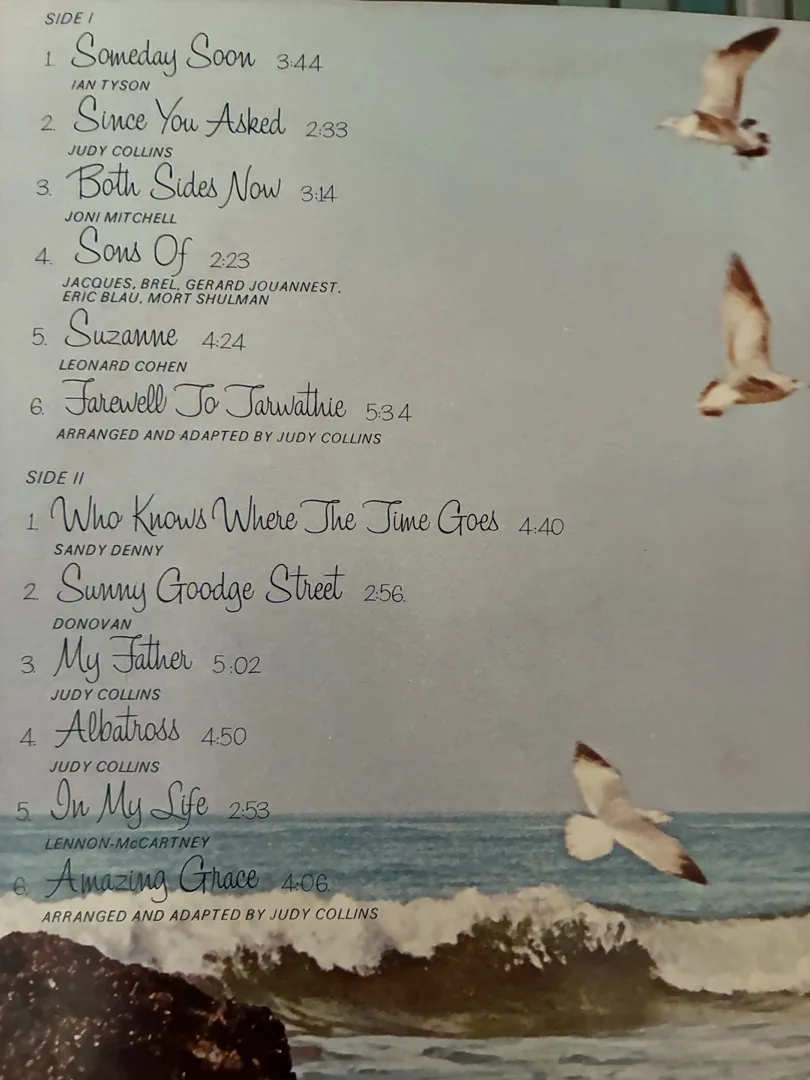 SIDE I
1. Someday Soon 3:44
IAN TYSON
2. Since You Asked 2:33
JUDY COLLINS
3. Both Sides Now 3:14
JONI MITCHELL
4. Sons Of 2:23
JACQUES, BREL, GERARD JOUANNEST.
ERIC BLAU, MORT SHULMAN
5. Suzanne 4:24
LEONARD COHEN
6. Farewell To Tarwathie 5:34
ARRANGED AND ADAPTED BY JUDY COLLINS
SIDE II
1. Who Knows Where The Time Goes 4:40
SANDY DENNY
2. Sunny Goodge Street 2:56.
DONOVAN
3. My Father 5:02
JUDY COLLINS
4. Albatross 4:50
JUDY COLLINS
5. In My Life 2:53
LENNON-McCARTNEY
6. Amazing Grace 4:06.
ARRANGED AND ADAPTED BY JUDY COLLINS